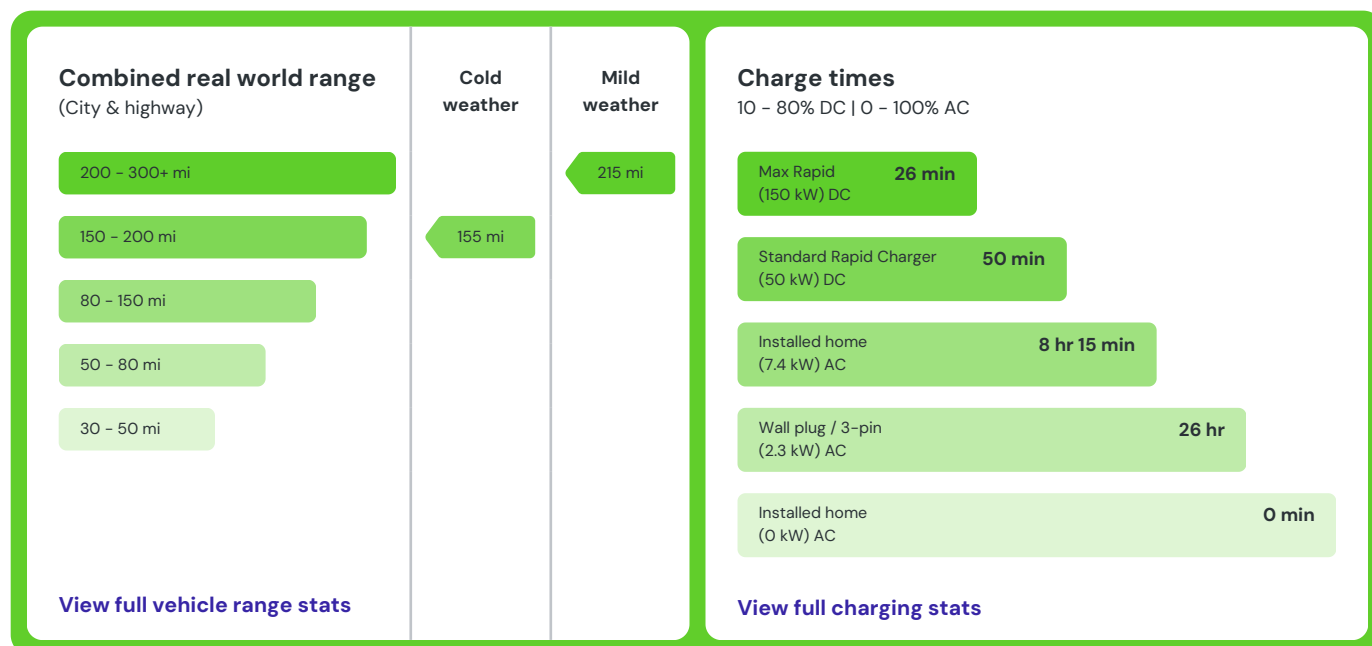 Combined real world range
(City & highway)
Cold
weather
Mild
weather
200 - 300+ mi
215 mi
150 - 200 mi
155 mi
80 - 150 mi
50 - 80 mi
30 - 50 mi
View full vehicle range stats
Charge times
10 - 80% DC | 0 - 100% AC
Max Rapid
(150 kW) DC
26 min
Standard Rapid Charger
(50 kW) DC
50 min
Installed home
(7.4 kW) AC
8 hr 15 min
Wall plug / 3-pin
(2.3 kW) AC
26 hr
Installed home
(0 kW) AC
0 min
View full charging stats